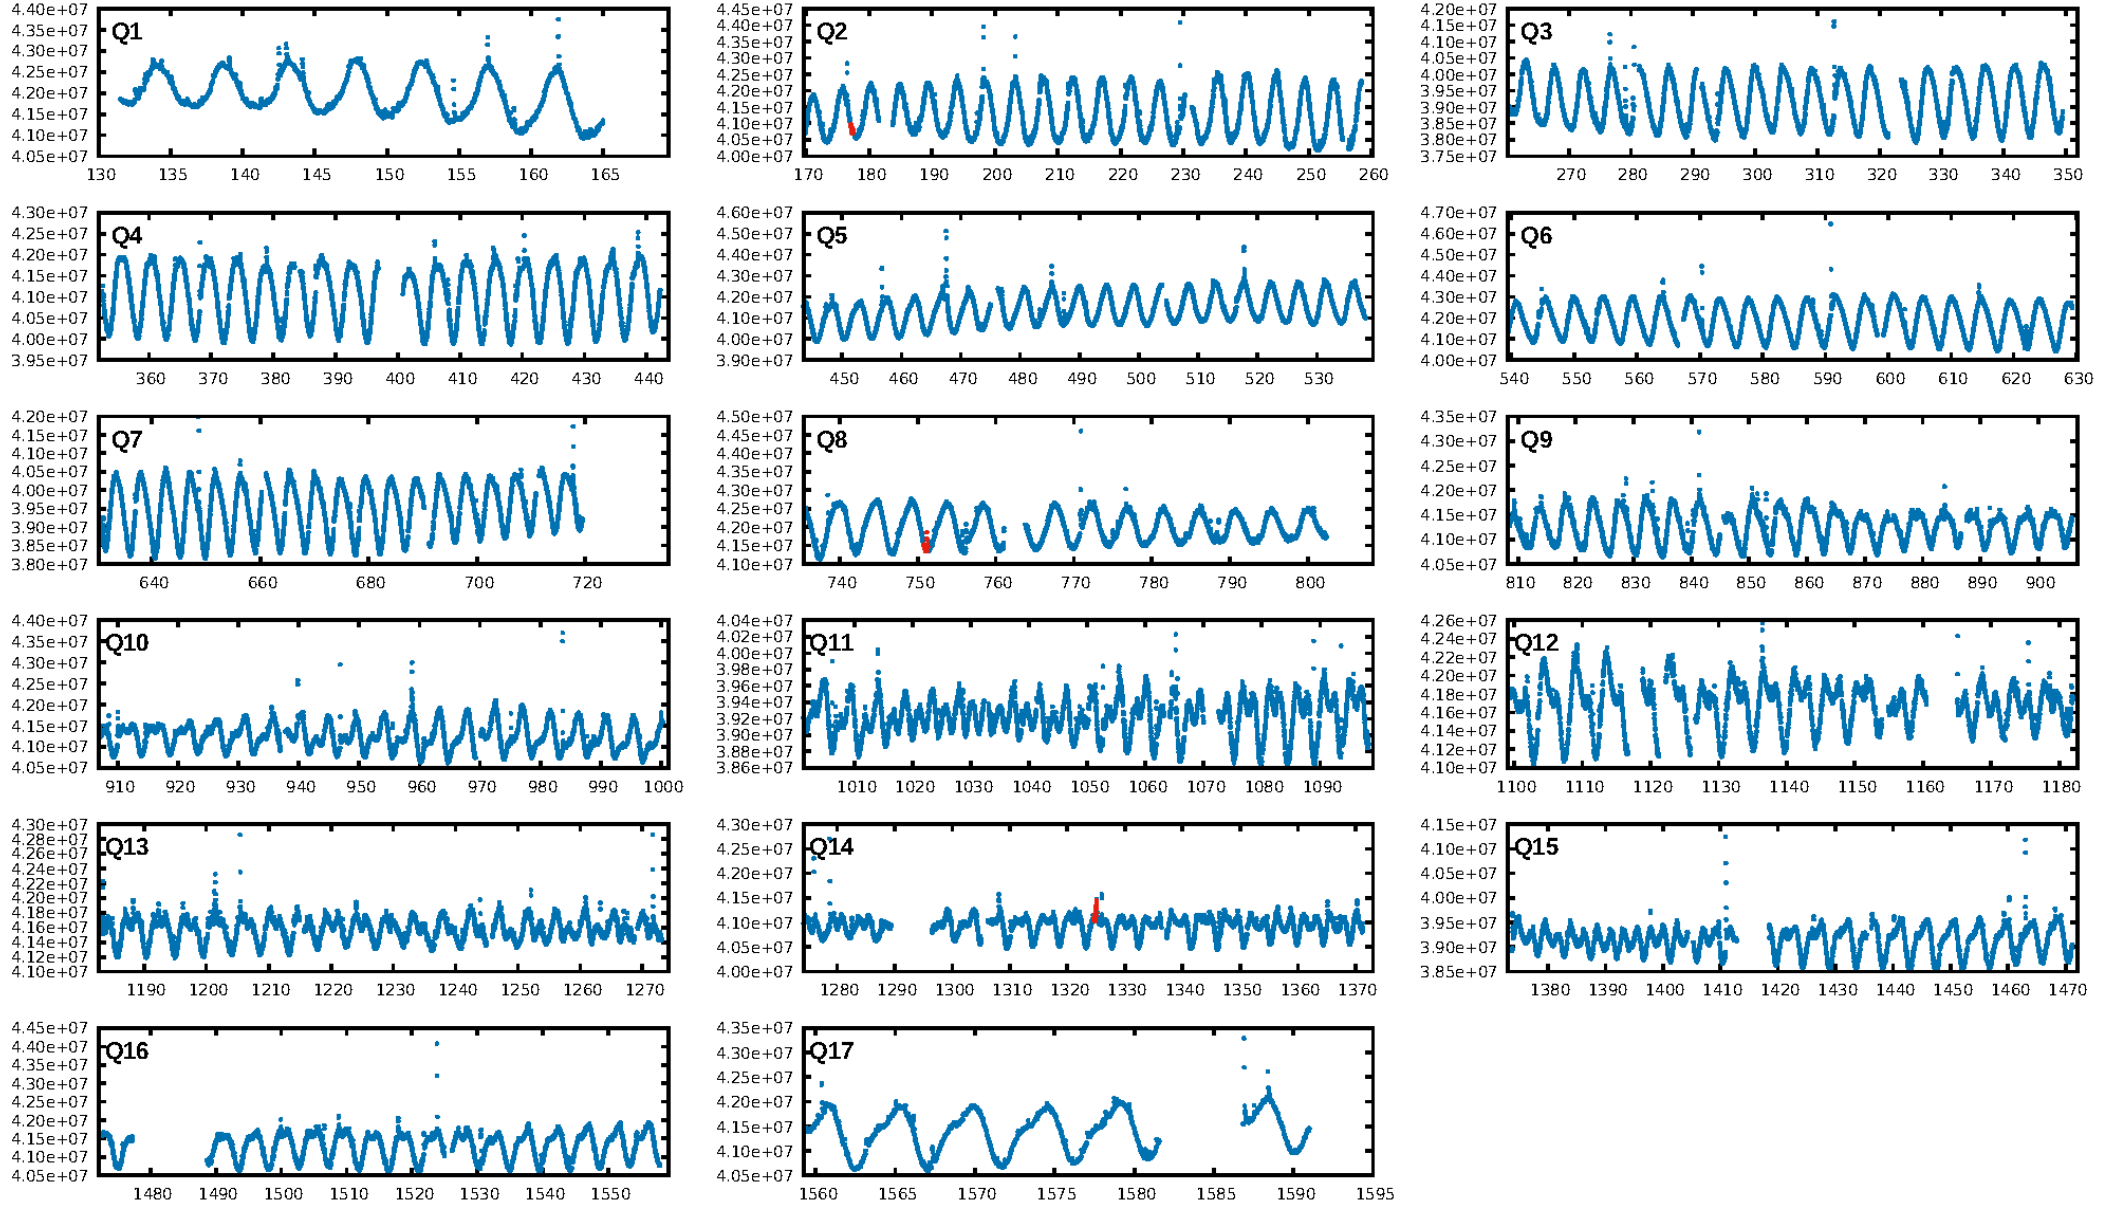 Q1
4.40e+07
4.35e+07
4.30e+07
4.25e+07
4.20e+07
4.15e+07
4.10e+07
4.05e+07
130 135 140 145 150 155 160 165
Q2
4.45e+07
4.40e+07
4.35e+07
4.30e+07
4.25e+07
4.20e+07
4.15e+07
4.10e+07
4.05e+07
4.00e+07
170 180 190 200 210 220 230 240 250 260
Q3
4.20e+07
4.15e+07
4.10e+07
4.05e+07
4.00e+07
3.95e+07
3.90e+07
3.85e+07
3.80e+07
3.75e+07
270 280 290 300 310 320 330 340 350
Q4
4.30e+07
4.25e+07
4.20e+07
4.15e+07
4.10e+07
4.05e+07
4.00e+07
3.95e+07
360 370 380 390 400 410 420 430 440
Q5
4.60e+07
4.50e+07
4.40e+07
4.30e+07
4.20e+07
4.10e+07
4.00e+07
3.90e+07
450 460 470 480 490 500 510 520 530
Q6
4.70e+07
4.60e+07
4.50e+07
4.40e+07
4.30e+07
4.20e+07
4.10e+07
4.00e+07
540 550 560 570 580 590 600 610 620 630
Q7
4.20e+07
4.15e+07
4.10e+07
4.05e+07
4.00e+07
3.95e+07
3.90e+07
3.85e+07
3.80e+07
640 660 680 700 720
Q8
4.50e+07
4.45e+07
4.40e+07
4.35e+07
4.30e+07
4.25e+07
4.20e+07
4.15e+07
4.10e+07
740 750 760 770 780 790 800
Q9
4.35e+07
4.30e+07
4.25e+07
4.20e+07
4.15e+07
4.10e+07
4.05e+07
810 820 830 840 850 860 870 880 890 900
Q10
4.40e+07
4.35e+07
4.30e+07
4.25e+07
4.20e+07
4.15e+07
4.10e+07
4.05e+07
910 920 930 940 950 960 970 980 990 1000
Q11
4.04e+07
4.02e+07
4.00e+07
3.98e+07
3.96e+07
3.94e+07
3.92e+07
3.90e+07
3.88e+07
3.86e+07
1010 1020 1030 1040 1050 1060 1070 1080 1090
Q12
4.26e+07
4.24e+07
4.22e+07
4.20e+07
4.18e+07
4.16e+07
4.14e+07
4.12e+07
4.10e+07
1100 1110 1120 1130 1140 1150 1160 1170 1180
Q13
4.30e+07
4.28e+07
4.26e+07
4.24e+07
4.22e+07
4.20e+07
4.18e+07
4.16e+07
4.14e+07
4.12e+07
4.10e+07
1190 1200 1210 1220 1230 1240 1250 1260 1270
Q14
4.30e+07
4.25e+07
4.20e+07
4.15e+07
4.10e+07
4.05e+07
4.00e+07
1280 1290 1300 1310 1320 1330 1340 1350 1360 1370
Q15
4.15e+07
4.10e+07
4.05e+07
4.00e+07
3.95e+07
3.90e+07
3.85e+07
1380 1390 1400 1410 1420 1430 1440 1450 1460 1470
Q16
4.45e+07
4.40e+07
4.35e+07
4.30e+07
4.25e+07
4.20e+07
4.15e+07
4.10e+07
4.05e+07
1480 1490 1500 1510 1520 1530 1540 1550
Q17
4.35e+07
4.30e+07
4.25e+07
4.20e+07
4.15e+07
4.10e+07
4.05e+07
1560 1565 1570 1575 1580 1585 1590 1595